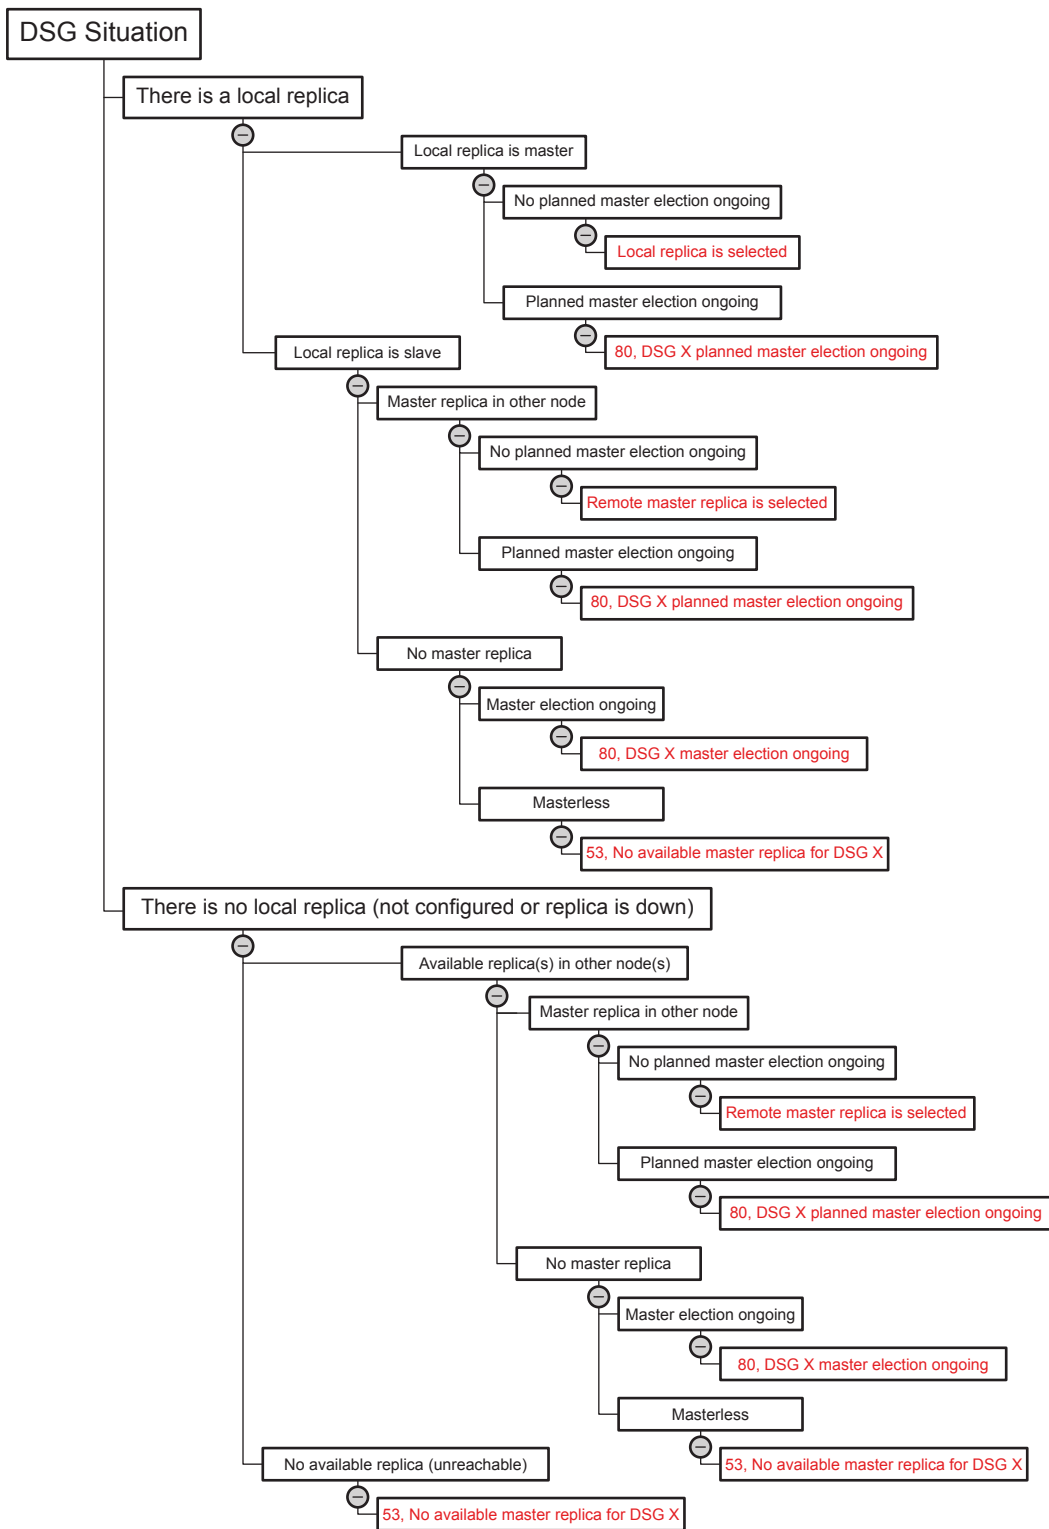 DSG Situation
There is a local replica
Local replica is master
No planned master election ongoing
Local replica is selected
Planned master election ongoing
80, DSG X planned master election ongoing
Local replica is slave
Master replica in other node
No planned master election ongoing
Remote master replica is selected
Planned master election ongoing
80, DSG X planned master election ongoing
No master replica
Master election ongoing
80, DSG X master election ongoing
Masterless
53, No available master replica for DSG X
There is no local replica (not configured or replica is down)
Available replica(s) in other node(s)
Master replica in other node
No planned master election ongoing
Remote master replica is selected
Planned master election ongoing
80, DSG X planned master election ongoing
No master replica
Master election ongoing
80, DSG X master election ongoing
Masterless
53, No available master replica for DSG X
No available replica (unreachable)
53, No available master replica for DSG X